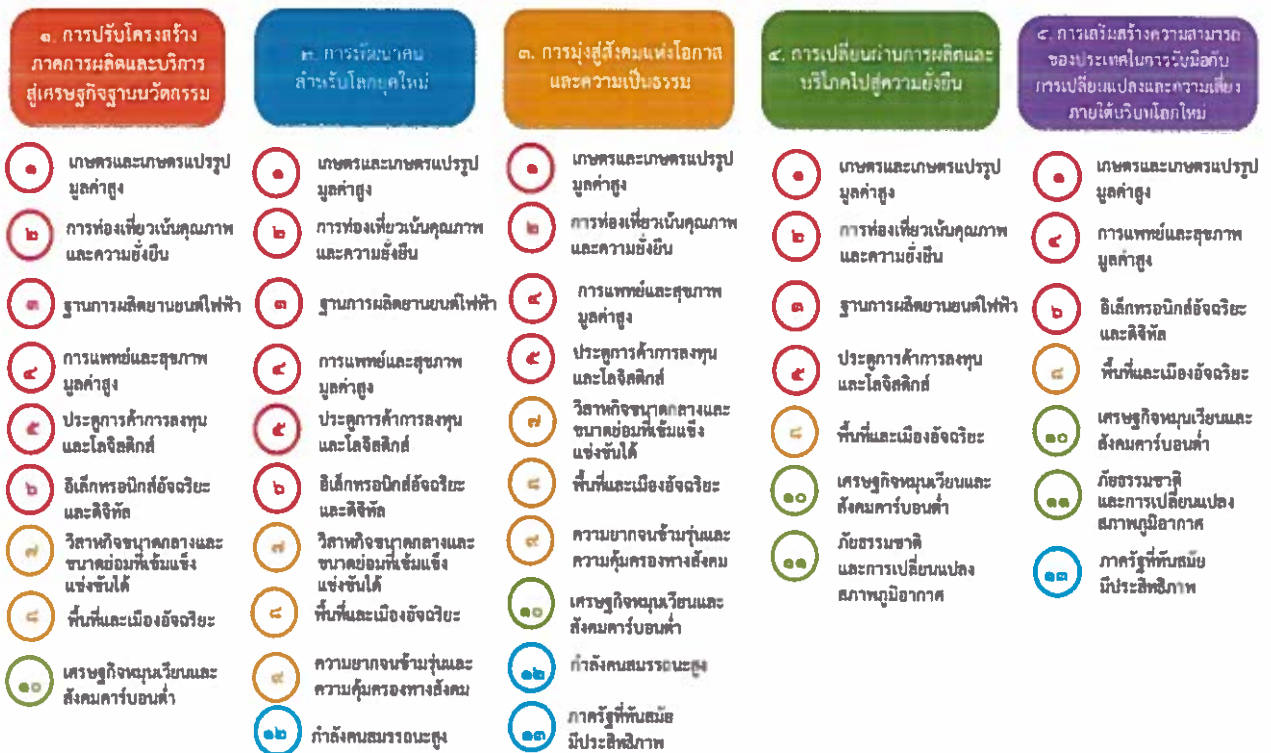 ๑. การปรับโครงสร้าง
ภาคการผลิตและบริการ
สู่เศรษฐกิจฐานนวัตกรรม
๑
เกษตรและเกษตรแปรรูป
มูลค่าสูง
๒
การท่องเที่ยวเน้นคุณภาพ
และความยั่งยืน
๓
ฐานการผลิตยานยนต์ไฟฟ้า
๔
การแพทย์และสุขภาพ
มูลค่าสูง
๕
ประตูการค้าการลงทุน
และโลจิสติกส์
๖
อิเล็กทรอนิกส์อัจฉริยะ
และดิจิทัล
๗
วิสาหกิจขนาดกลางและ
ขนาดย่อมที่เข้มแข็ง
แข่งขันได้
๘
พื้นที่และเมืองอัจฉริยะ
๑๐
เศรษฐกิจหมุนเวียนและ
สังคมคาร์บอนต่ำ
๒. การพัฒนาคน
สำหรับโลกยุคใหม่
๑
เกษตรและเกษตรแปรรูป
มูลค่าสูง
๒
การท่องเที่ยวเน้นคุณภาพ
และความยั่งยืน
๓
ฐานการผลิตยานยนต์ไฟฟ้า
๔
การแพทย์และสุขภาพ
มูลค่าสูง
๕
ประตูการค้าการลงทุน
และโลจิสติกส์
๖
อิเล็กทรอนิกส์อัจฉริยะ
และดิจิทัล
๗
วิสาหกิจขนาดกลางและ
ขนาดย่อมที่เข้มแข็ง
แข่งขันได้
๘
พื้นที่และเมืองอัจฉริยะ
๙
ความยากจนข้ามรุ่นและ
ความคุ้มครองทางสังคม
๑๒
กำลังคนสมรรถนะสูง
๓. การมุ่งสู่สังคมแห่งโอกาส
และความเป็นธรรม
๑
เกษตรและเกษตรแปรรูป
มูลค่าสูง
๒
การท่องเที่ยวเน้นคุณภาพ
และความยั่งยืน
๔
การแพทย์และสุขภาพ
มูลค่าสูง
๕
ประตูการค้าการลงทุน
และโลจิสติกส์
๗
วิสาหกิจขนาดกลางและ
ขนาดย่อมที่เข้มแข็ง
แข่งขันได้
๘
พื้นที่และเมืองอัจฉริยะ
๙
ความยากจนข้ามรุ่นและ
ความคุ้มครองทางสังคม
๑๐
เศรษฐกิจหมุนเวียนและ
สังคมคาร์บอนต่ำ
๑๒
กำลังคนสมรรถนะสูง
๑๓
ภาครัฐที่ทันสมัย
มีประสิทธิภาพ
๔. การเปลี่ยนผ่านการผลิตและ
บริโภคไปสู่ความยั่งยืน
๑
เกษตรและเกษตรแปรรูป
มูลค่าสูง
๒
การท่องเที่ยวเน้นคุณภาพ
และความยั่งยืน
๓
ฐานการผลิตยานยนต์ไฟฟ้า
๕
ประตูการค้าการลงทุน
และโลจิสติกส์
๘
พื้นที่และเมืองอัจฉริยะ
๑๐
เศรษฐกิจหมุนเวียนและ
สังคมคาร์บอนต่ำ
๑๑
ภัยธรรมชาติ
และการเปลี่ยนแปลง
สภาพภูมิอากาศ
๕. การเสริมสร้างความสามารถ
ของประเทศในการรับมือกับ
การเปลี่ยนแปลงและความเสี่ยง
ภายใต้บริบทโลกใหม่
๑
เกษตรและเกษตรแปรรูป
มูลค่าสูง
๔
การแพทย์และสุขภาพ
มูลค่าสูง
๖
อิเล็กทรอนิกส์อัจฉริยะ
และดิจิทัล
๘
พื้นที่และเมืองอัจฉริยะ
๑๐
เศรษฐกิจหมุนเวียนและ
สังคมคาร์บอนต่ำ
๑๑
ภัยธรรมชาติ
และการเปลี่ยนแปลง
สภาพภูมิอากาศ
๑๓
ภาครัฐที่ทันสมัย
มีประสิทธิภาพ